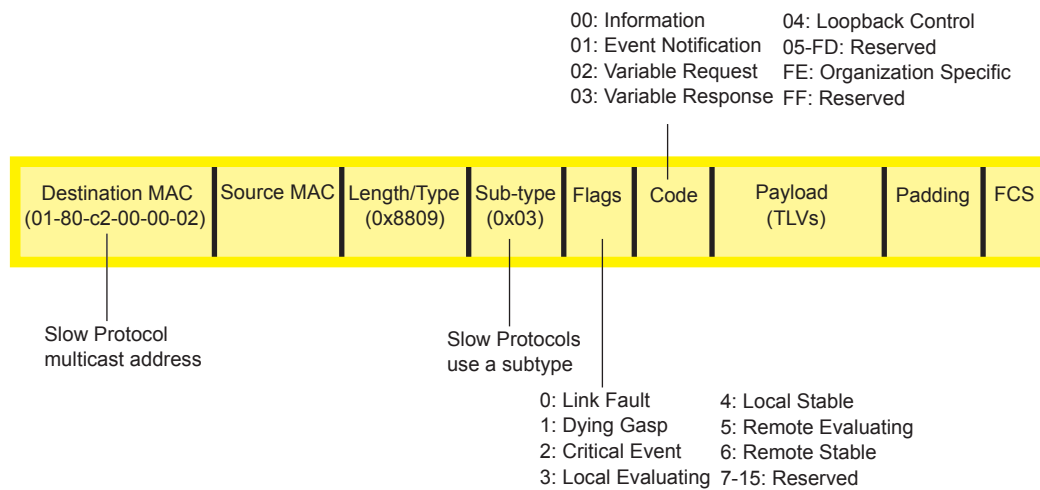 00: Information
01: Event Notification
02: Variable Request
03: Variable Response
04: Loopback Control
05-FD: Reserved
FE: Organization Specific
FF: Reserved
Destination MAC
(01-80-c2-00-00-02)
Source MAC
Length/Type
(0x8809)
Sub-type
(0x03)
Flags
Code
Payload
(TLVs)
Padding
FCS
Slow Protocol
multicast address
Slow Protocols
use a subtype
0: Link Fault
1: Dying Gasp
2: Critical Event
3: Local Evaluating
4: Local Stable
5: Remote Evaluating
6: Remote Stable
7-15: Reserved